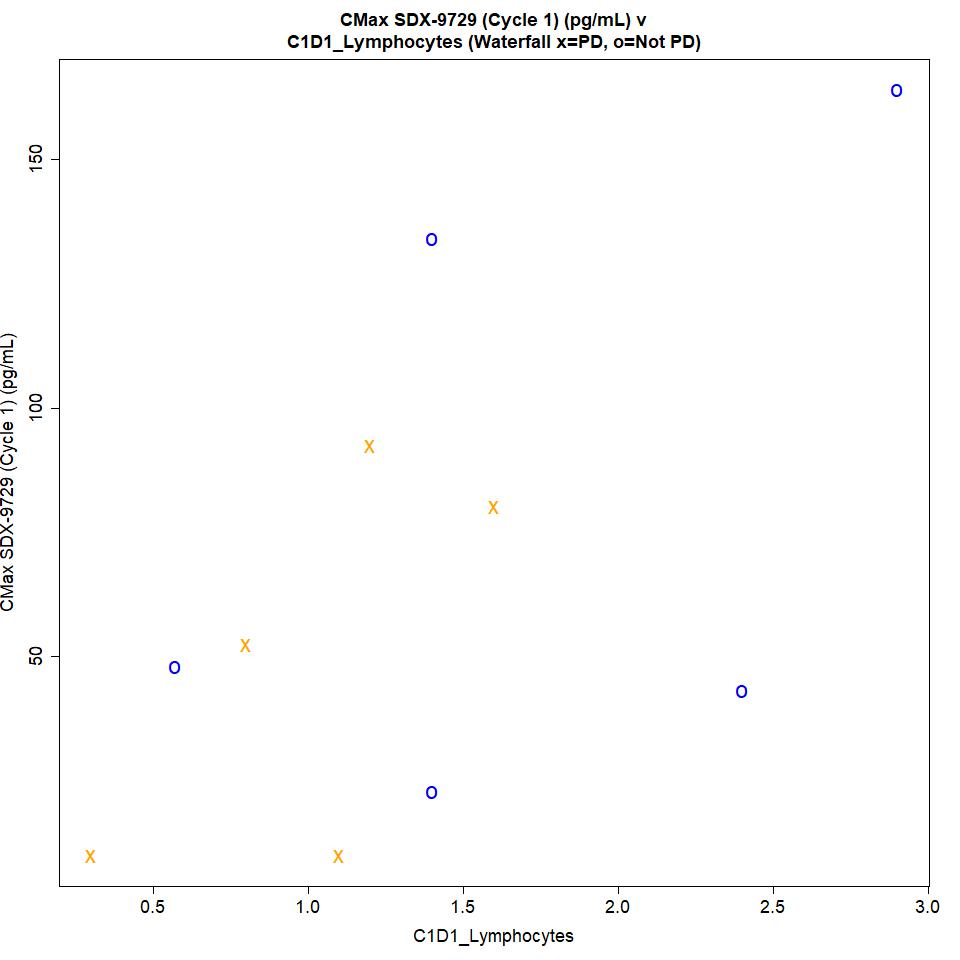 CMax SDX-9729 (Cycle 1) (pg/mL) v
C1D1_Lymphocytes (Waterfall x=PD, o=Not PD)
CMax SDX-9729 (Cycle 1) (pg/mL)
150
100
50
O
O
X
X
X
O
O
O
X
X
0.5
1.0
1.5
2.0
2.5
3.0
C1D1_Lymphocytes